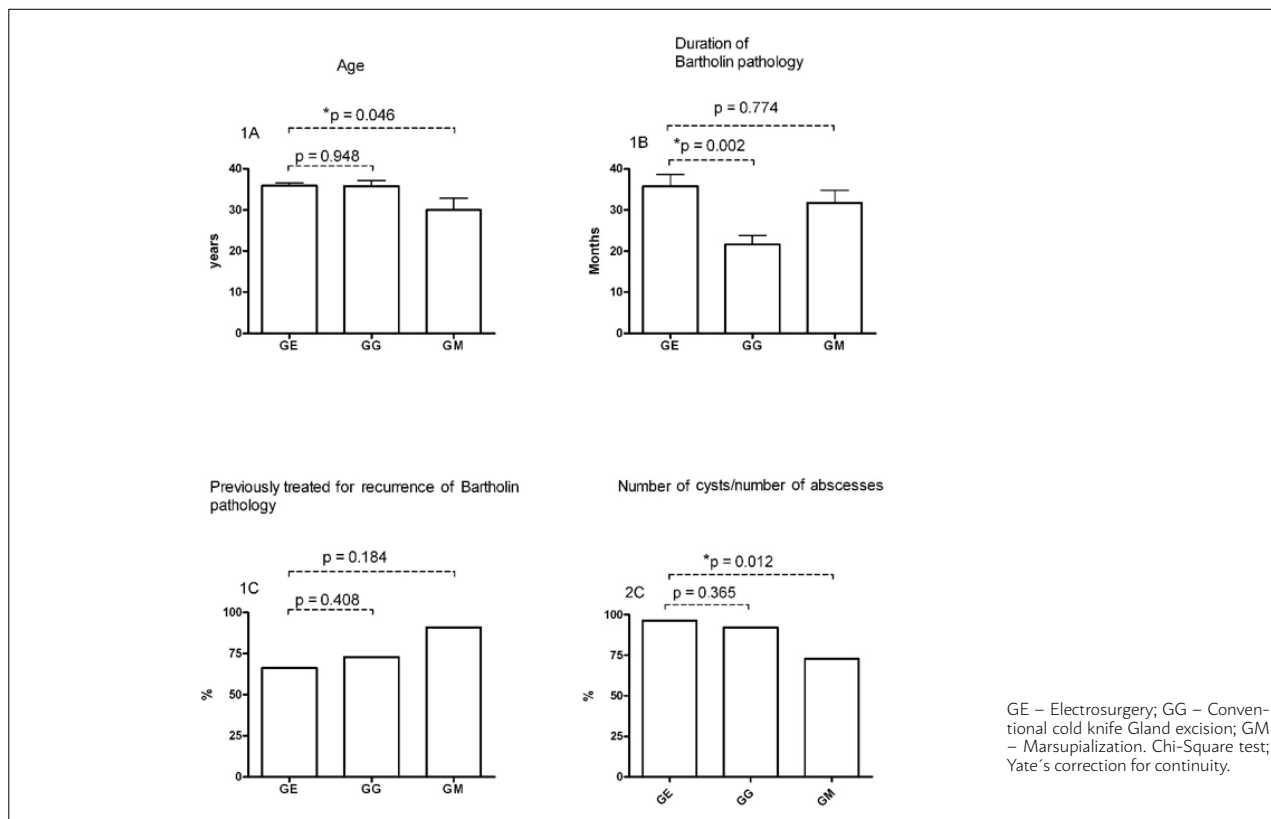 Age
*p = 0.046
1A
p = 0.948
40
30
20
10
0
years
GE GG GM
Duration of
Bartholin pathology
p = 0.774
1B
*p = 0.002
40
30
20
10
0
Months
GE GG GM
Previously treated for recurrence of Bartholin
pathology
p = 0.184
1C
p = 0.408
100
75
50
25
0
%
GE GG GM
Number of cysts/number of abscesses
*p = 0.012
2C
p = 0.365
100
75
50
25
0
%
GE GG GM
GE – Electrosurgery; GG – Conven-
tional cold knife Gland excision; GM
– Marsupialization. Chi-Square test;
Yate´s correction for continuity.